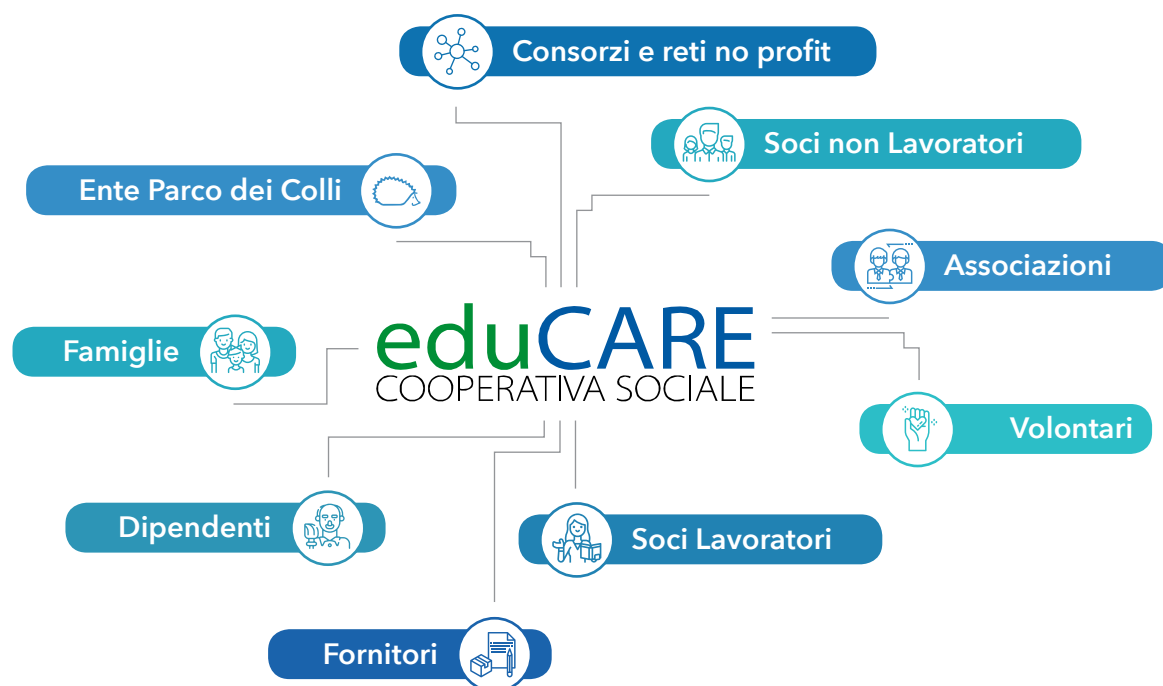 Consorzi e reti no profit
Soci non Lavoratori
Ente Parco dei Colli
Associazioni
eduCARE
COOPERATIVA SOCIALE
Famiglie
Volontari
Dipendenti
Soci Lavoratori
Fornitori